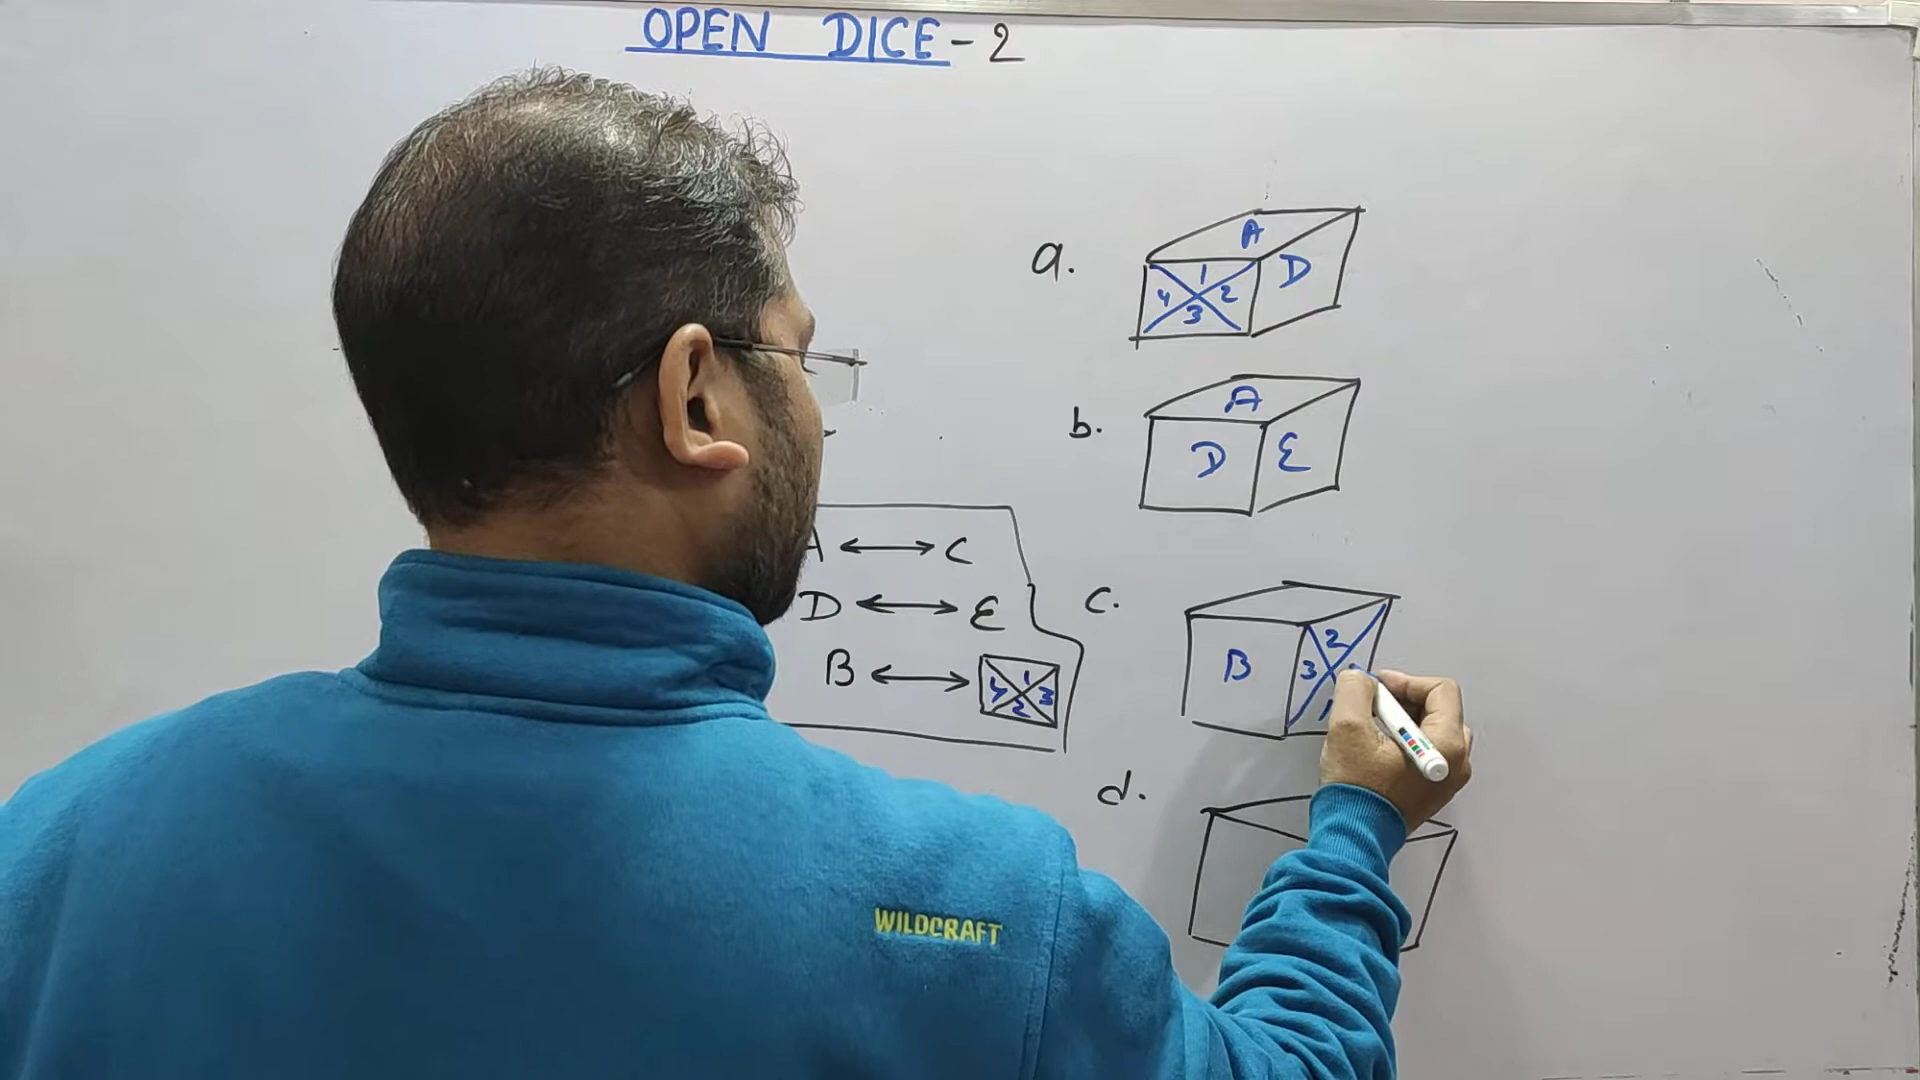 OPEN DICE - 2
a.
A
1
4 2
3
D
b.
A
D E
A ↔ C
D ↔ E
B ↔
1
4 3
2
c.
B
2
3
1
d.
WILDCRAFT